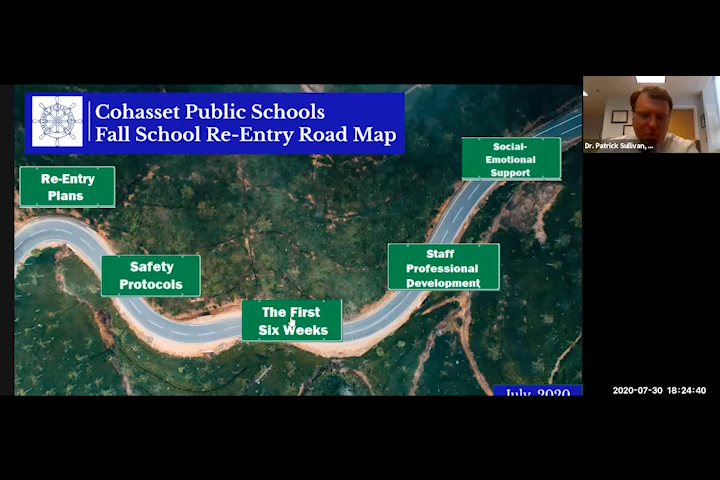 Cohasset Public Schools
Fall School Re-Entry Road Map
Re-Entry
Plans
Safety
Protocols
The First
Six Weeks
Staff
Professional
Development
Social-
Emotional
Support
July, 2020
Dr. Patrick Sullivan, ...
2020-07-30 18:24:40